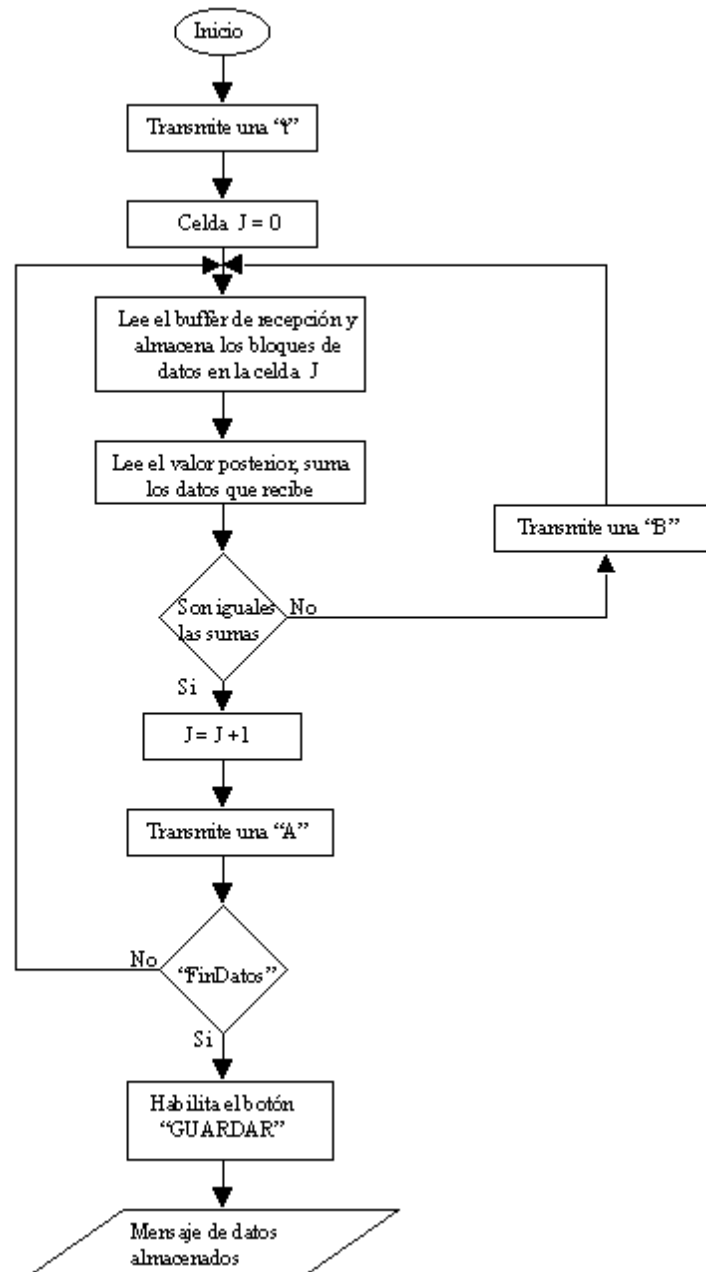 Inicio
Transmite una “t”
Celda J = 0
Lee el buffer de recepción y
almacena los bloques de
datos en la celda J
Lee el valor posterior, suma
los datos que recibe
Transmite una “B”
Son iguales
las sumas
No
Si
J = J +1
Transmite una “A”
No
“FinDatos”
Si
Habilita el botón
“GUARDAR”
Mensaje de datos
almacenados